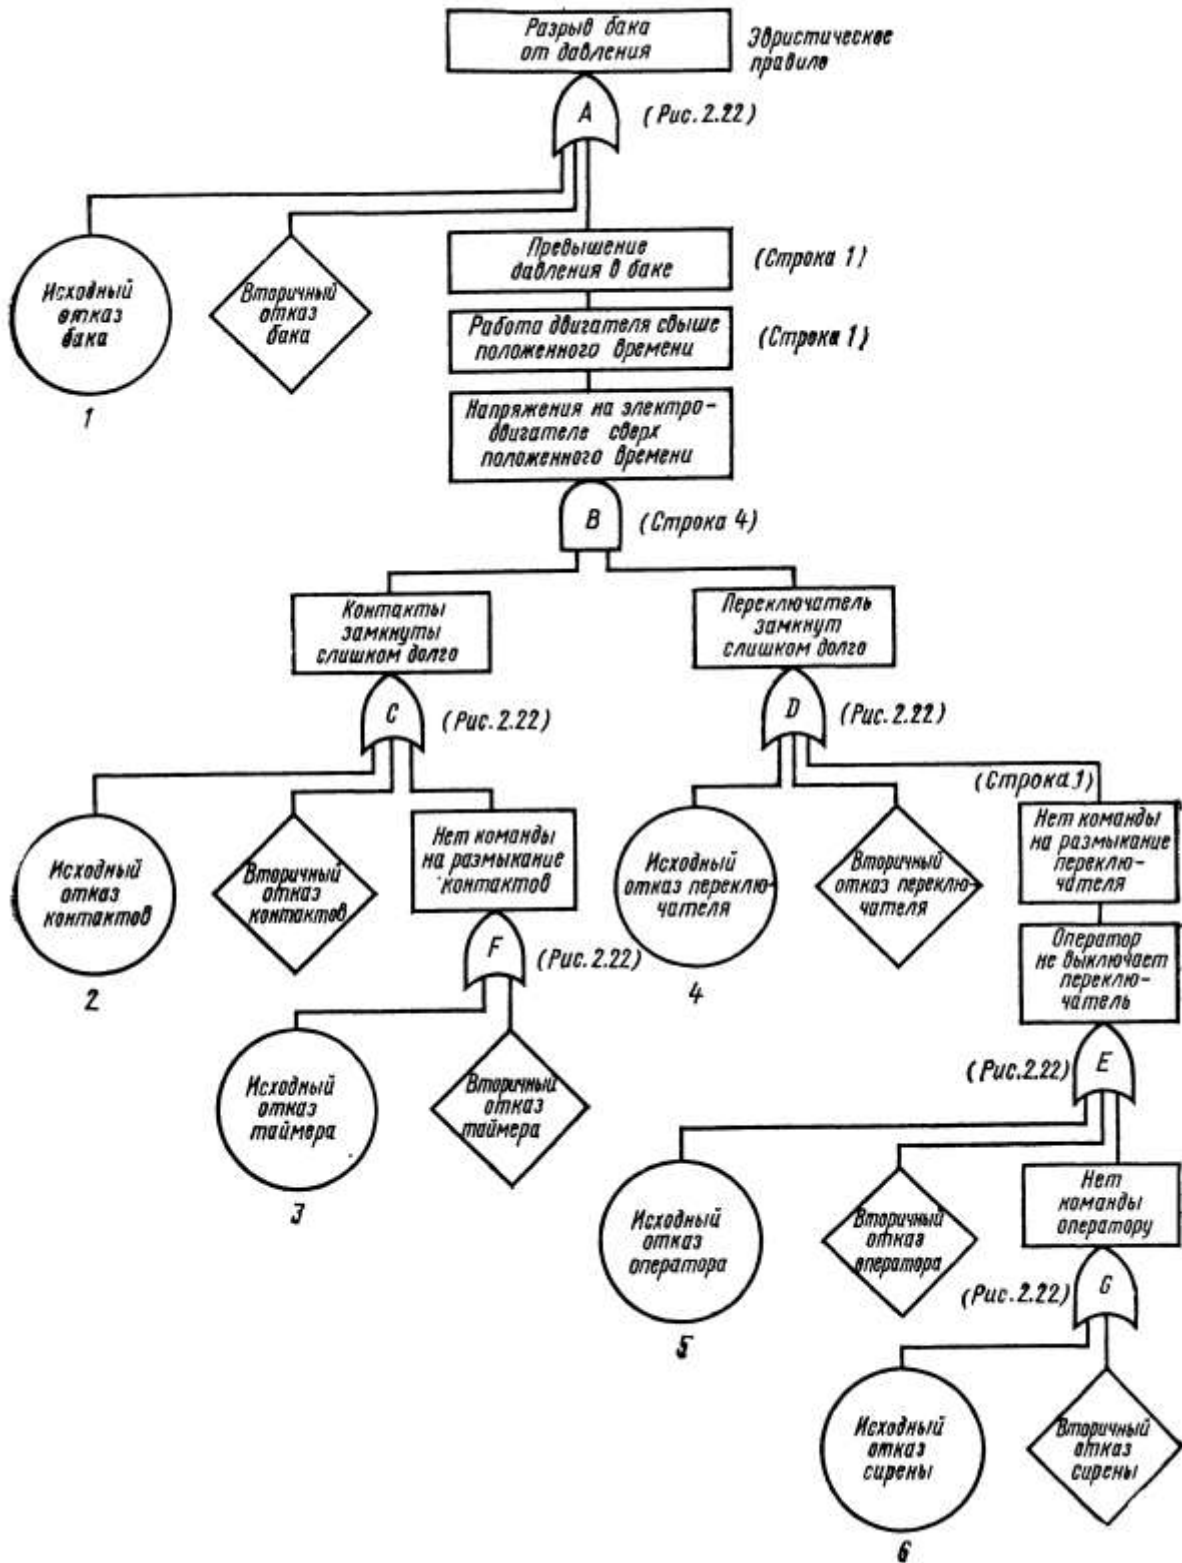 Разрыв бака
от давления
Эвристическое
правило
A
(Рис. 2.22)
Исходный
отказ
бака
1
Вторичный
отказ
бака
Превышение
давления в баке
(Строка 1)
Работа двигателя свыше
положенного времени
(Строка 1)
Напряжения на электро-
двигателе сверх
положенного времени
B
(Строка 4)
Контакты
замкнуты
слишком долго
Переключатель
замкнут
слишком долго
C
(Рис. 2.22)
D
(Рис. 2.22)
(Строка 1)
Исходный
отказ
контактов
2
Вторичный
отказ
контактов
Нет команды
на размыкание
контактов
Исходный
отказ переклю-
чателя
4
Вторичный
отказ переклю-
чателя
Нет команды
на размыкание
переклю-
чателя
F
(Рис. 2.22)
Оператор
не выключает
переклю-
чатель
Исходный
отказ
таймера
3
Вторичный
отказ
таймера
(Рис. 2.22)
E
Исходный
отказ
оператора
5
Вторичный
отказ
оператора
Нет
команды
оператору
(Рис. 2.22)
G
Исходный
отказ
сирены
6
Вторичный
отказ
сирены